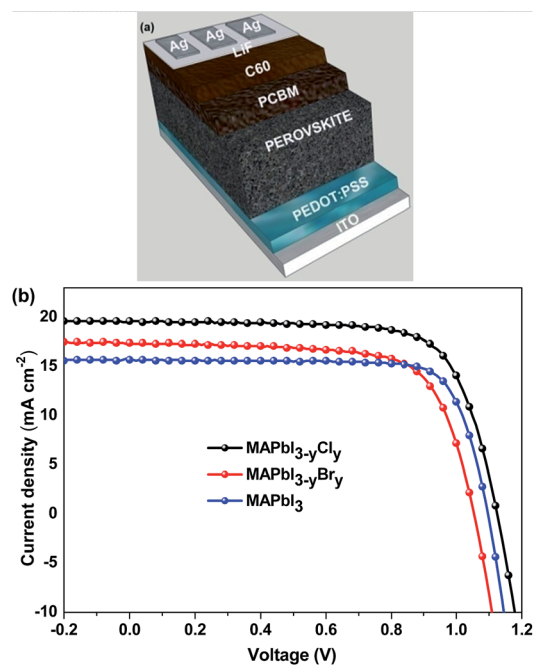 (a)
Ag Ag Ag
LiF
C60
PCBM
PEROVSKITE
PEDOT:PSS
ITO
(b)
20
15
10
5
0
-5
-10
Current density (mA cm⁻²)
MAPbI₃₋yCly
MAPbI₃₋yBry
MAPbI₃
-0.2 0.0 0.2 0.4 0.6 0.8 1.0 1.2
Voltage (V)